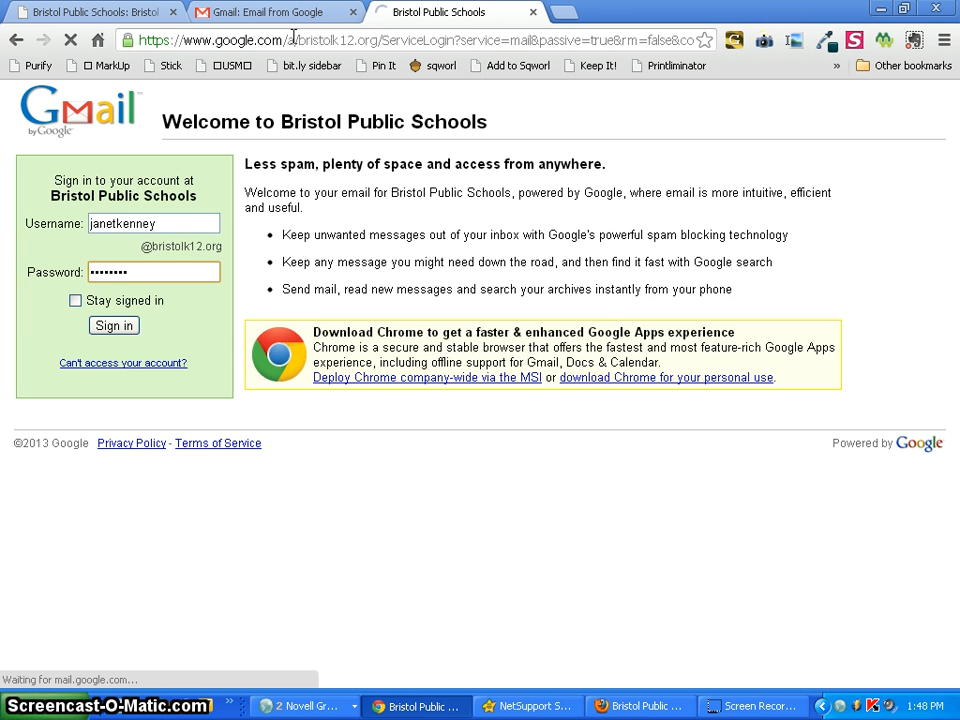 Bristol Public Schools: Bristol
Gmail: Email from Google
Bristol Public Schools
https://www.google.com/a/bristolk12.org/ServiceLogin?service=mail&passive=true&rm=false&co
Purify
MarkUp
Stick
USM
bit.ly sidebar
Pin It
sqworl
Add to Sqworl
Keep It!
Printliminator
»
Other bookmarks
Gmail
by Google
Welcome to Bristol Public Schools
Sign in to your account at
Bristol Public Schools
Username: janetkenney
@bristolk12.org
Password: ••••••••
Stay signed in
Sign in
Can't access your account?
Less spam, plenty of space and access from anywhere.
Welcome to your email for Bristol Public Schools, powered by Google, where email is more intuitive, efficient
and useful.
• Keep unwanted messages out of your inbox with Google's powerful spam blocking technology
• Keep any message you might need down the road, and then find it fast with Google search
• Send mail, read new messages and search your archives instantly from your phone
Download Chrome to get a faster & enhanced Google Apps experience
Chrome is a secure and stable browser that offers the fastest and most feature-rich Google Apps
experience, including offline support for Gmail, Docs & Calendar.
Deploy Chrome company-wide via the MSI or download Chrome for your personal use.
©2013 Google Privacy Policy - Terms of Service
Powered by Google
Waiting for mail.google.com...
Screencast-O-Matic.com
»
2 Novell Gr...
Bristol Public ...
NetSupport S...
Bristol Public ...
Screen Recor...
1:48 PM